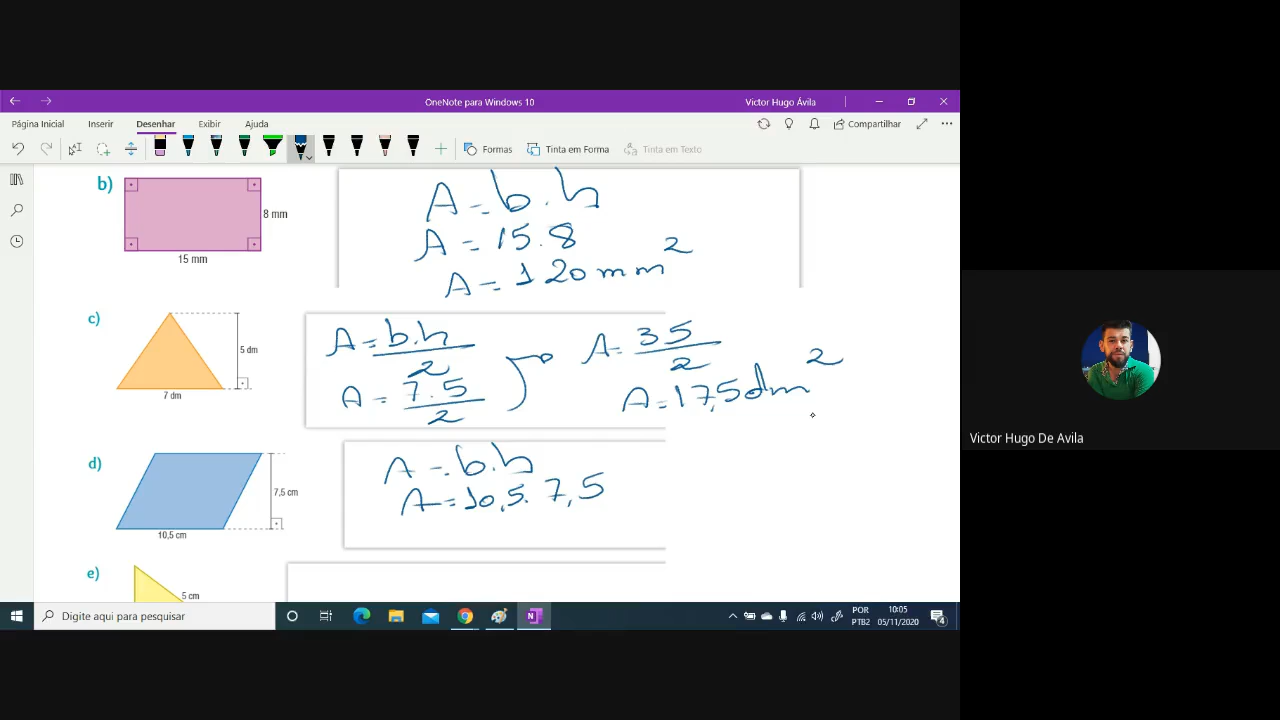 OneNote para Windows 10
Victor Hugo Ávila
Página Inicial Inserir Desenhar Exibir Ajuda
Compartilhar
Formas Tinta em Forma Tinta em Texto
b)
8 mm
15 mm
A = b.h
A = 15.8
A = 120 mm²
c)
5 dm
7 dm
A = b.h/2
A = 7.5/2
A = 35/2
A = 17,5 dm²
d)
7,5 cm
10,5 cm
A = b.h
A = 10,5.7,5
e)
5 cm
Victor Hugo De Avila
Digite aqui para pesquisar
POR
PTB2
10:05
05/11/2020
4